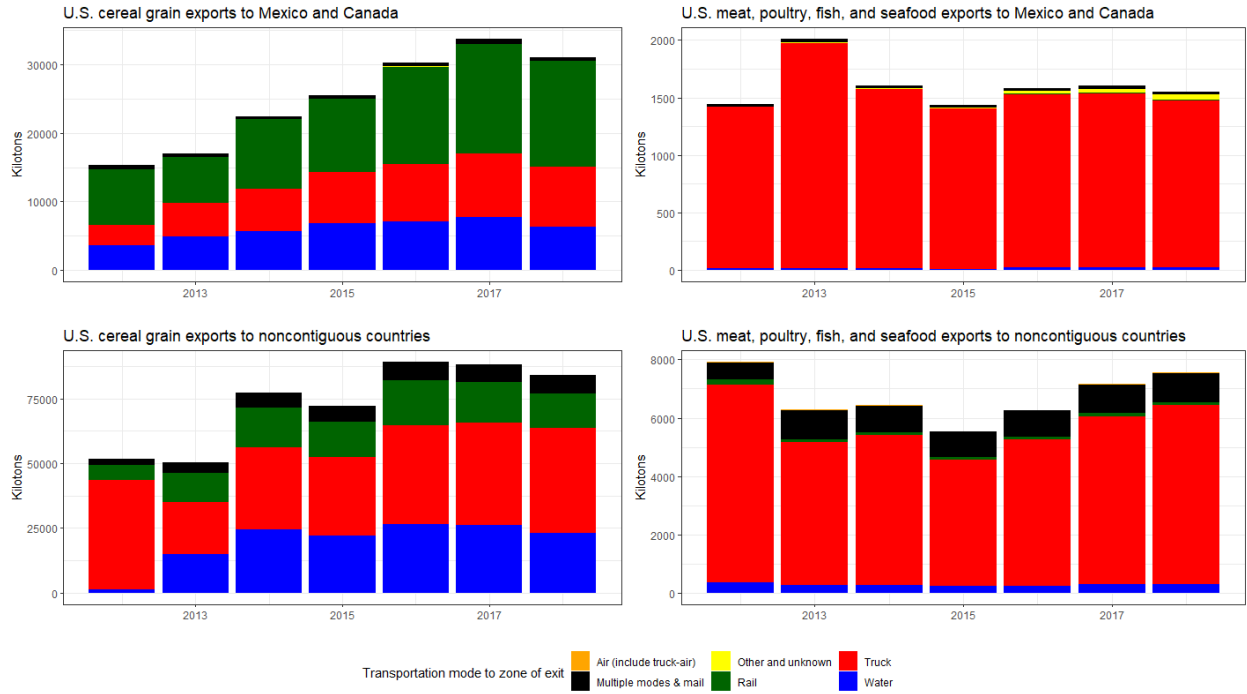 U.S. cereal grain exports to Mexico and Canada
Kilotons
30000
20000
10000
0
2013
2015
2017
U.S. meat, poultry, fish, and seafood exports to Mexico and Canada
Kilotons
2000
1500
1000
500
0
2013
2015
2017
U.S. cereal grain exports to noncontiguous countries
Kilotons
75000
50000
25000
0
2013
2015
2017
U.S. meat, poultry, fish, and seafood exports to noncontiguous countries
Kilotons
8000
6000
4000
2000
0
2013
2015
2017
Transportation mode to zone of exit
Air (include truck-air)
Other and unknown
Truck
Multiple modes & mail
Rail
Water